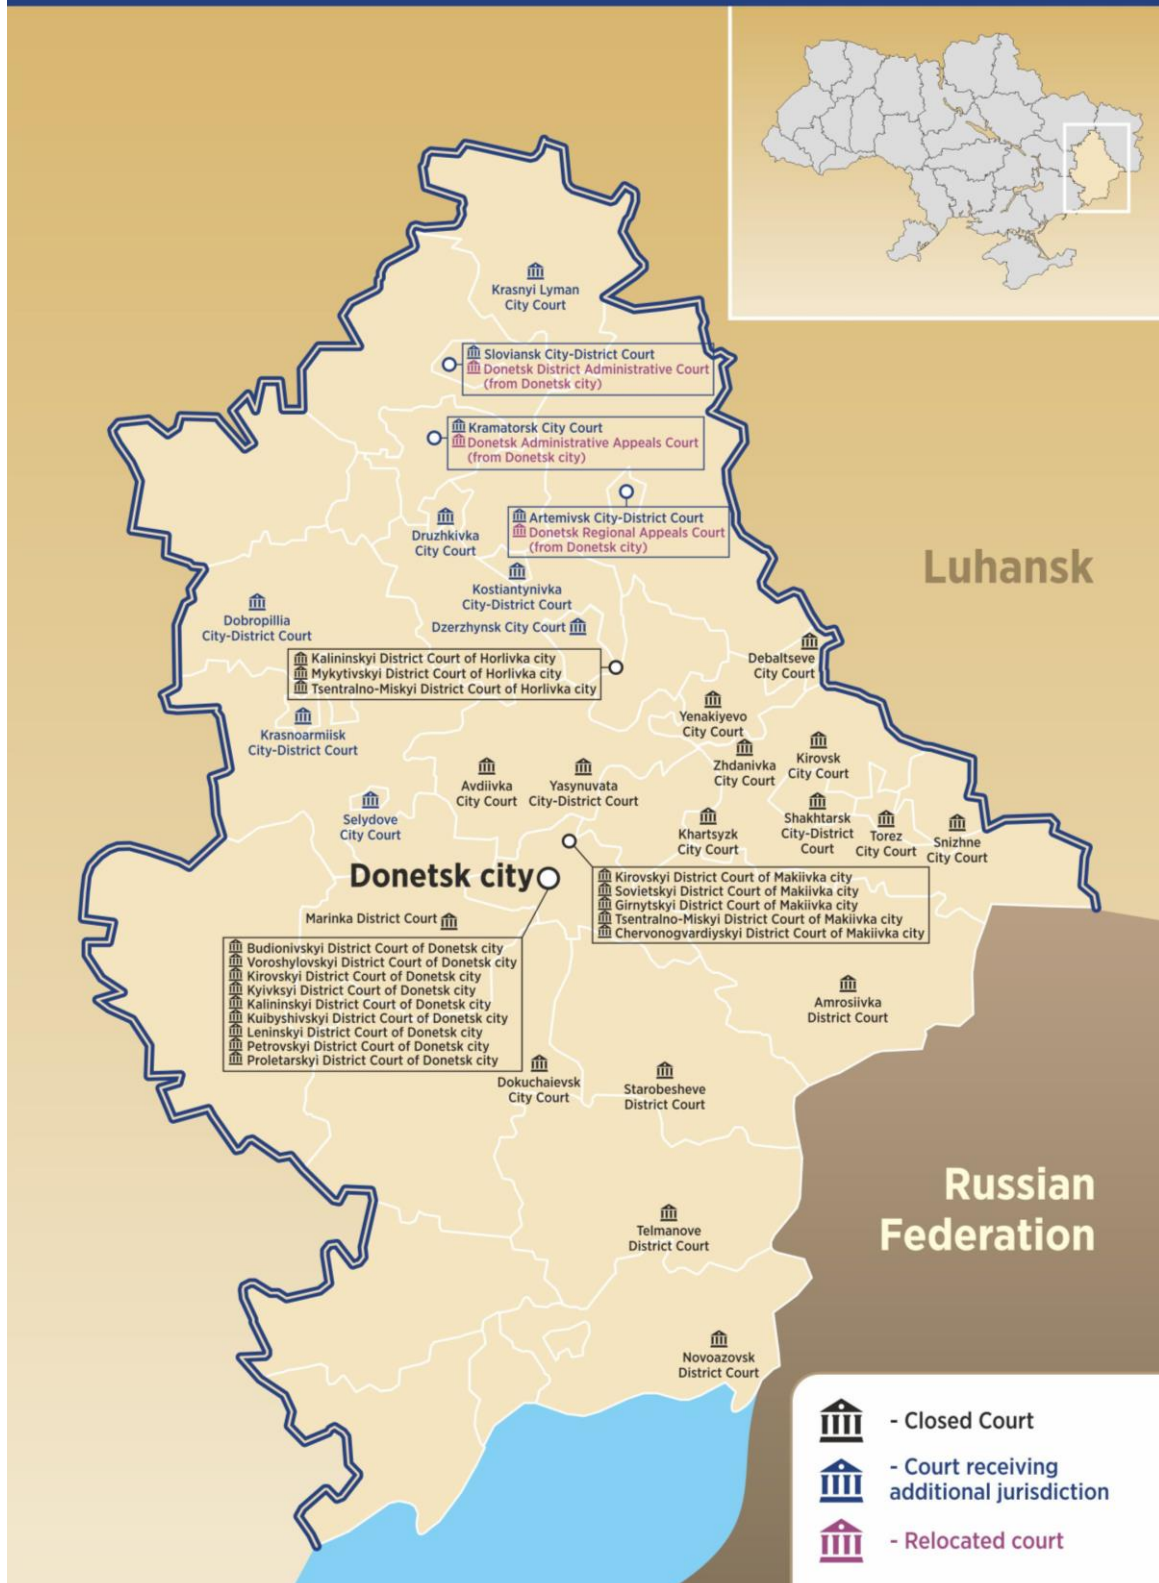 Krasnyi Lyman
City Court
Sloviansk City-District Court
Donetsk District Administrative Court
(from Donetsk city)
Kramatorsk City Court
Donetsk Administrative Appeals Court
(from Donetsk city)
Artemivsk City-District Court
Donetsk Regional Appeals Court
(from Donetsk city)
Druzhkivka
City Court
Luhansk
Kostiantynivka
City-District Court
Dobropillia
City-District Court
Dzerzhynsk City Court
Kalininskyi District Court of Horlivka city
Mykytivskyi District Court of Horlivka city
Tsentralno-Miskyi District Court of Horlivka city
Debaltseve
City Court
Krasnoarmiisk
City-District Court
Yenakiyevo
City Court
Zhdanivka
City Court
Kirovsk
City Court
Avdiivka
City Court
Yasynuvata
City-District Court
Selydove
City Court
Khartsyzk
City Court
Shakhtarsk
City-District
Court
Torez
City Court
Snizhne
City Court
Donetsk city
Kirovskyi District Court of Makiivka city
Sovietskyi District Court of Makiivka city
Girnytskyi District Court of Makiivka city
Tsentralno-Miskyi District Court of Makiivka city
Chervonogvardiyskyi District Court of Makiivka city
Marinka District Court
Budionivskyi District Court of Donetsk city
Voroshylovskyi District Court of Donetsk city
Kirovskyi District Court of Donetsk city
Kyivksyi District Court of Donetsk city
Kalininskyi District Court of Donetsk city
Kuibyshivskyi District Court of Donetsk city
Leninskyi District Court of Donetsk city
Petrovskyi District Court of Donetsk city
Proletarskyi District Court of Donetsk city
Amrosiivka
District Court
Dokuchaievsk
City Court
Starobesheve
District Court
Russian
Federation
Telmanove
District Court
Novoazovsk
District Court
- Closed Court
- Court receiving
additional jurisdiction
- Relocated court